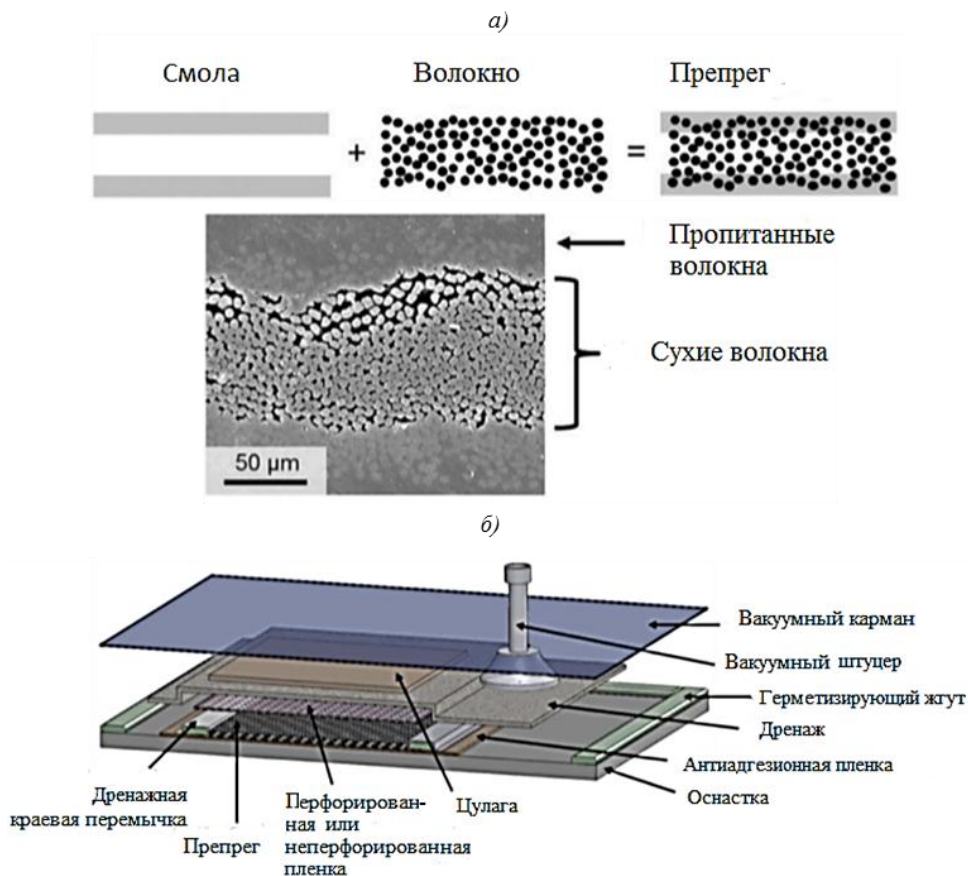 а)
Смола
Волокно
Препрег
+
=
Пропитанные
волокна
Сухие волокна
50 µm
б)
Вакуумный карман
Вакуумный штуцер
Герметизирующий жгут
Дренаж
Антиадгезионная пленка
Оснастка
Дренажная
краевая перемычка
Препрег
Перфорирован-
ная или
неперфорированная
пленка
Цулага